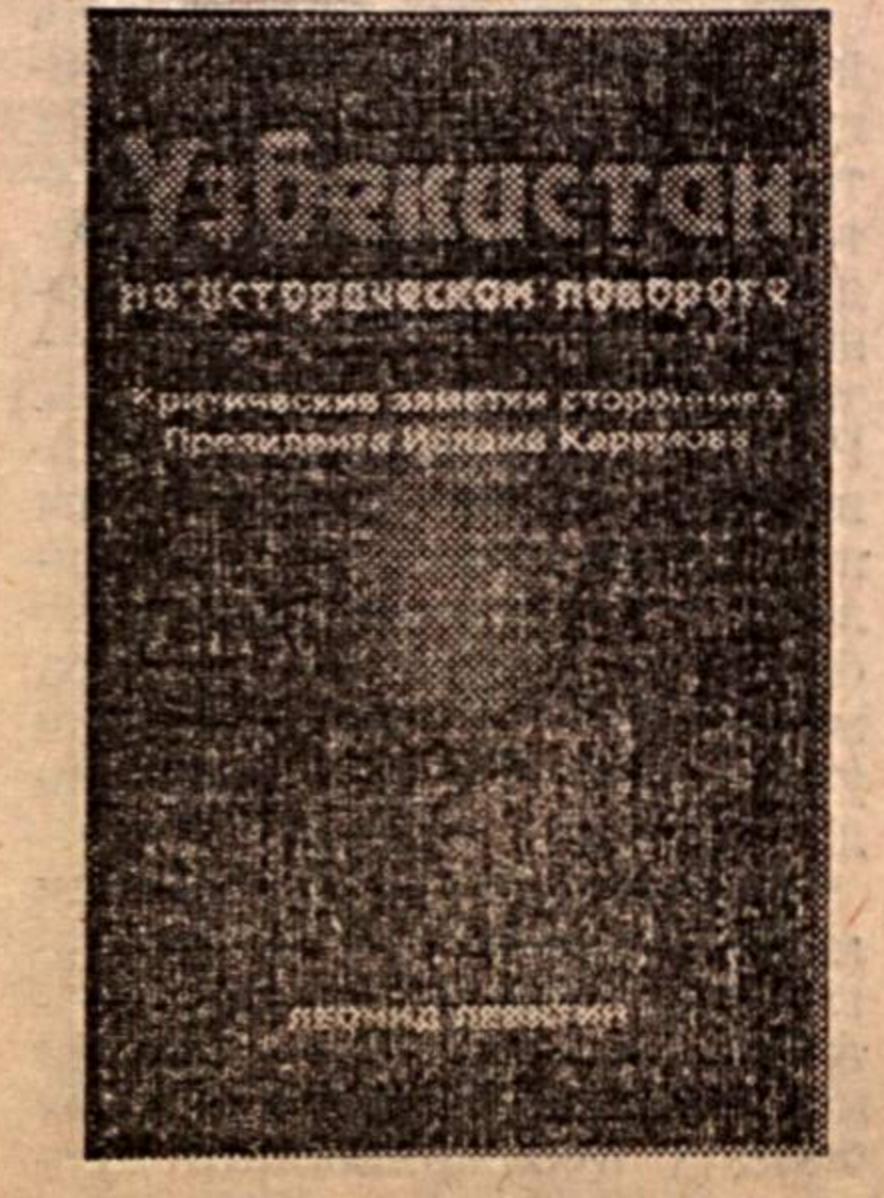 Узбекистан
на историческом повороте
Критические заметки сторонника
Президента Ислама Каримова
ЛЕОНИД ЛЕВИТИН